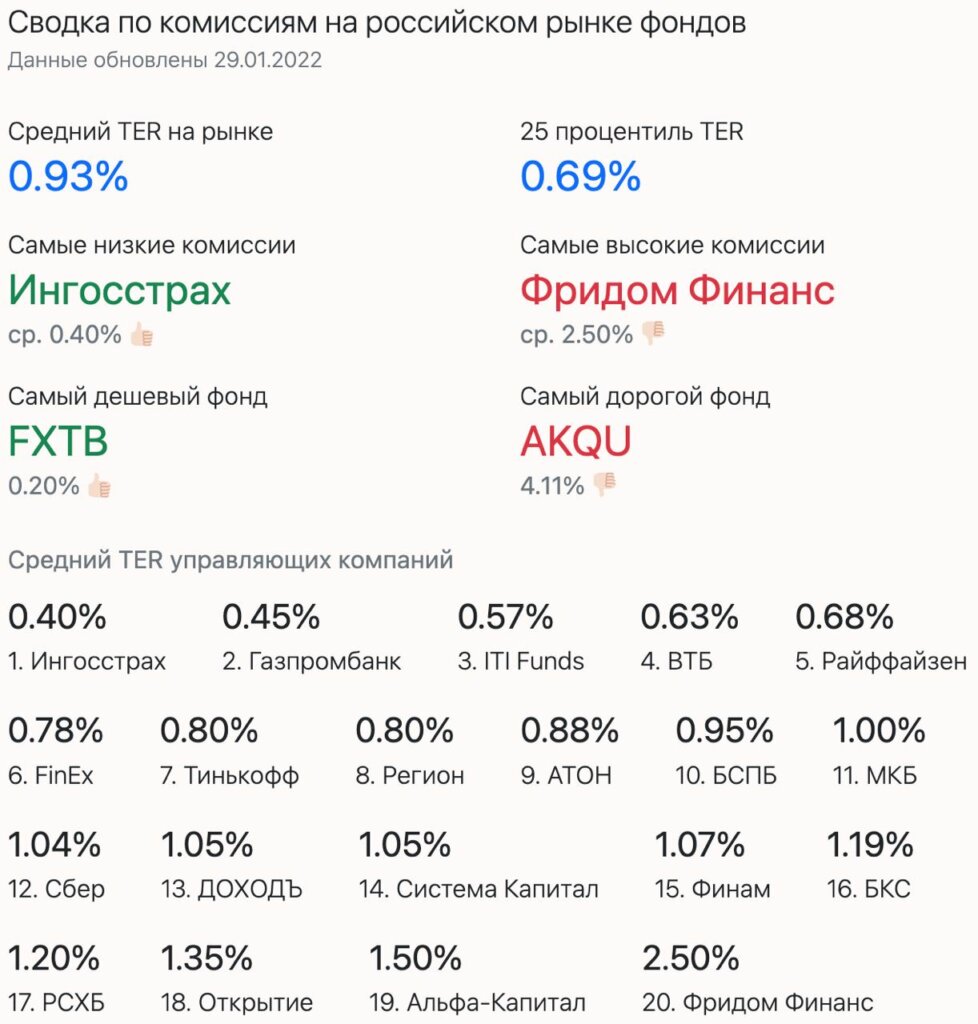 Сводка по комиссиям на российском рынке фондов
Данные обновлены 29.01.2022
Средний TER на рынке
0.93%
25 процентиль TER
0.69%
Самые низкие комиссии
Ингосстрах
ср. 0.40% 👍🏻
Самые высокие комиссии
Фридом Финанс
ср. 2.50% 👎🏻
Самый дешевый фонд
FXTB
0.20% 👍🏻
Самый дорогой фонд
AKQU
4.11% 👎🏻
Средний TER управляющих компаний
0.40% 0.45% 0.57% 0.63% 0.68%
1. Ингосстрах 2. Газпромбанк 3. ITI Funds 4. ВТБ 5. Райффайзен
0.78% 0.80% 0.80% 0.88% 0.95% 1.00%
6. FinEx 7. Тинькофф 8. Регион 9. АТОН 10. БСПБ 11. МКБ
1.04% 1.05% 1.05% 1.07% 1.19%
12. Сбер 13. ДОХОДЪ 14. Система Капитал 15. Финам 16. БКС
1.20% 1.35% 1.50% 2.50%
17. РСХБ 18. Открытие 19. Альфа-Капитал 20. Фридом Финанс